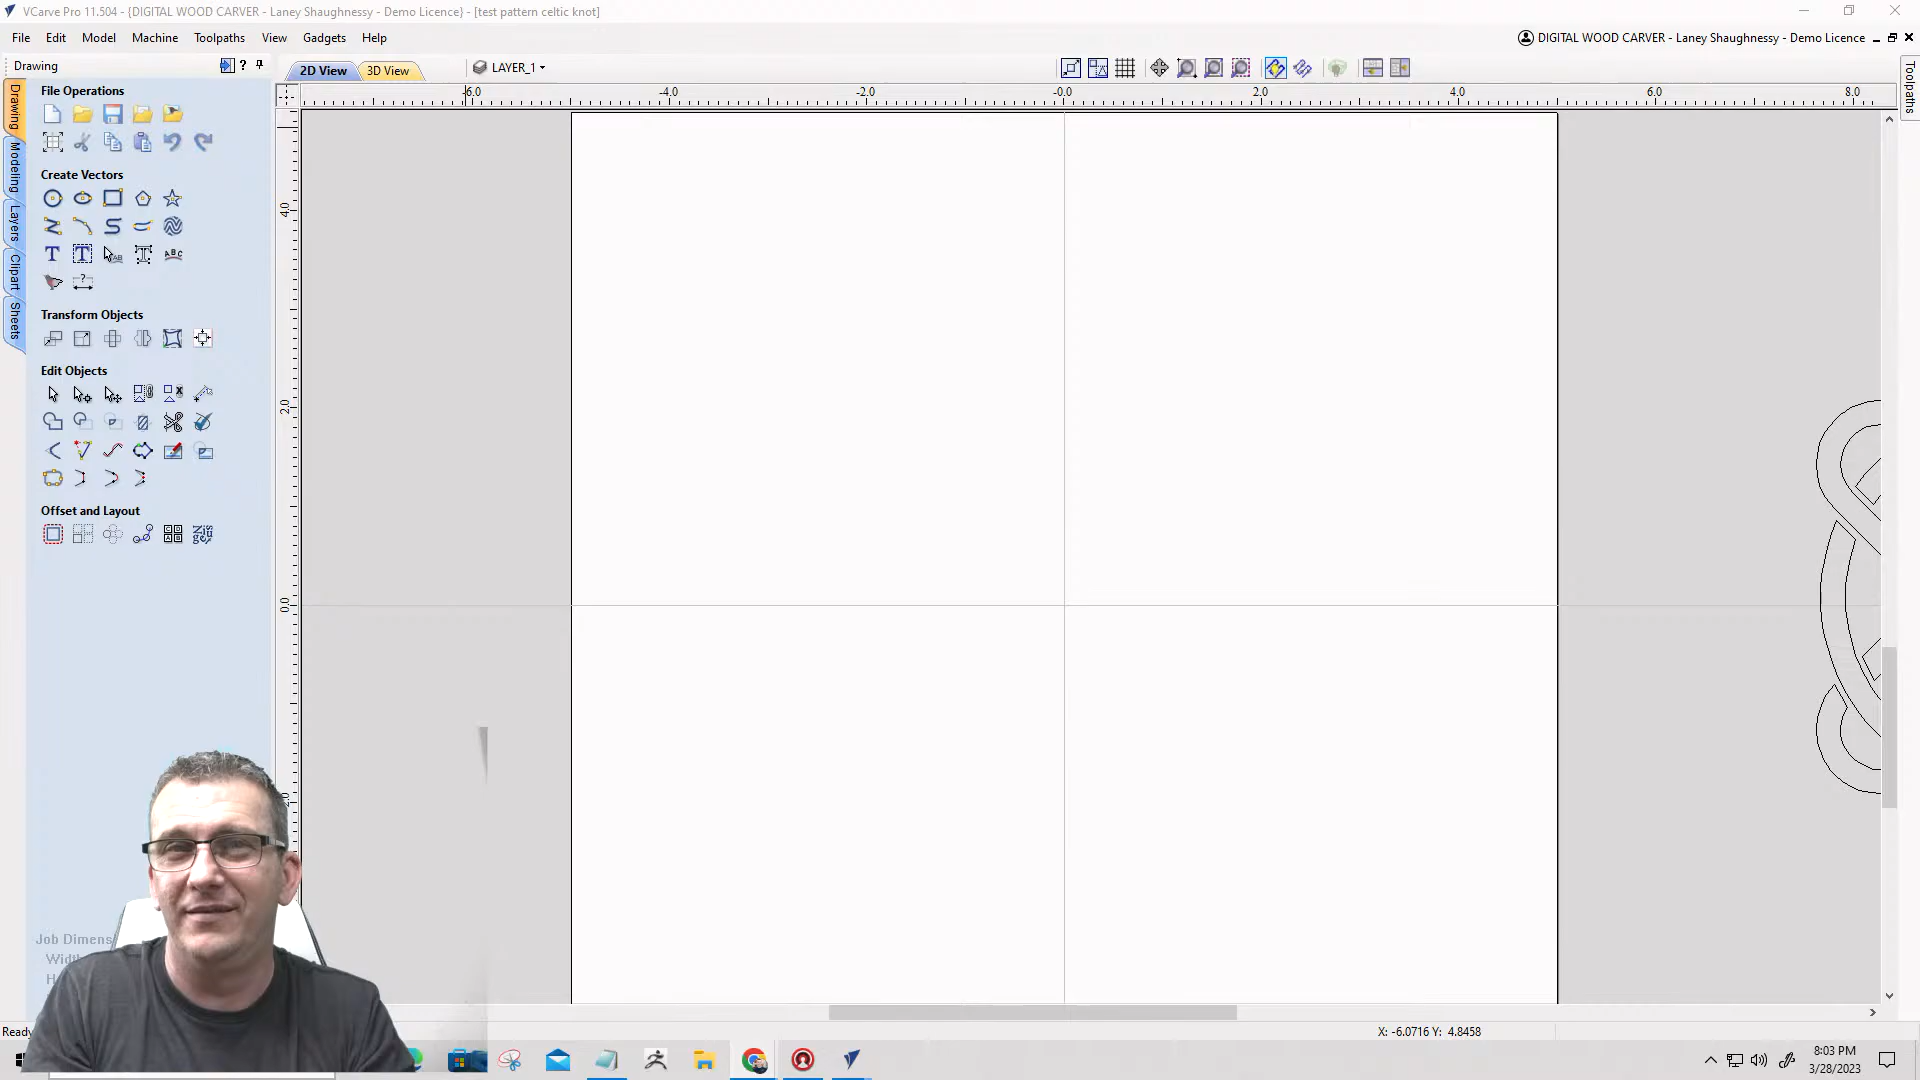 VCarve Pro 11.504 - {DIGITAL WOOD CARVER - Laney Shaughnessy - Demo Licence} - [test pattern celtic knot]
File Edit Model Machine Toolpaths View Gadgets Help
DIGITAL WOOD CARVER - Laney Shaughnessy - Demo Licence
Drawing
2D View
3D View
LAYER_1
Toolpaths
Drawing
Modeling
Layers
Clipart
Sheets
File Operations
Create Vectors
Transform Objects
Edit Objects
Offset and Layout
-6.0 -4.0 -2.0 -0.0 2.0 4.0 6.0 8.0
4.0
2.0
0.0
Job Dimens
Ready
X: -6.0716 Y: 4.8458
8:03 PM
3/28/2023